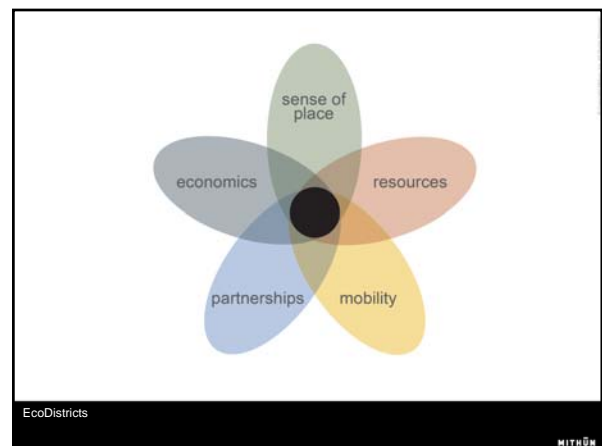 sense of
place
economics
resources
partnerships
mobility
EcoDistricts
MITHŪN